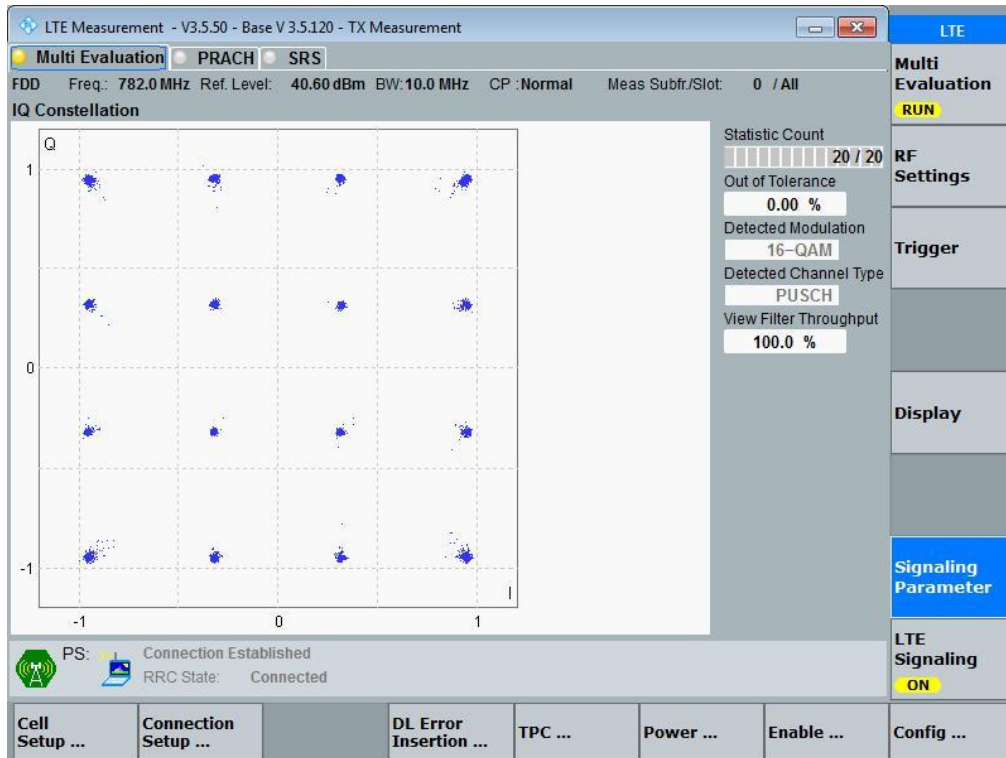 LTE Measurement - V3.5.50 - Base V 3.5.120 - TX Measurement
LTE
Multi Evaluation PRACH SRS
FDD Freq.: 782.0 MHz Ref. Level: 40.60 dBm BW: 10.0 MHz CP : Normal Meas Subfr./Slot: 0 / All
IQ Constellation
Q
1
0
-1
-1 0 1
I
Statistic Count
20 / 20
Out of Tolerance
0.00 %
Detected Modulation
16-QAM
Detected Channel Type
PUSCH
View Filter Throughput
100.0 %
Multi
Evaluation
RUN
RF
Settings
Trigger
Display
Signaling
Parameter
LTE
Signaling
ON
PS: Connection Established
RRC State: Connected
Cell
Setup ...
Connection
Setup ...
DL Error
Insertion ...
TPC ...
Power ...
Enable ...
Config ...